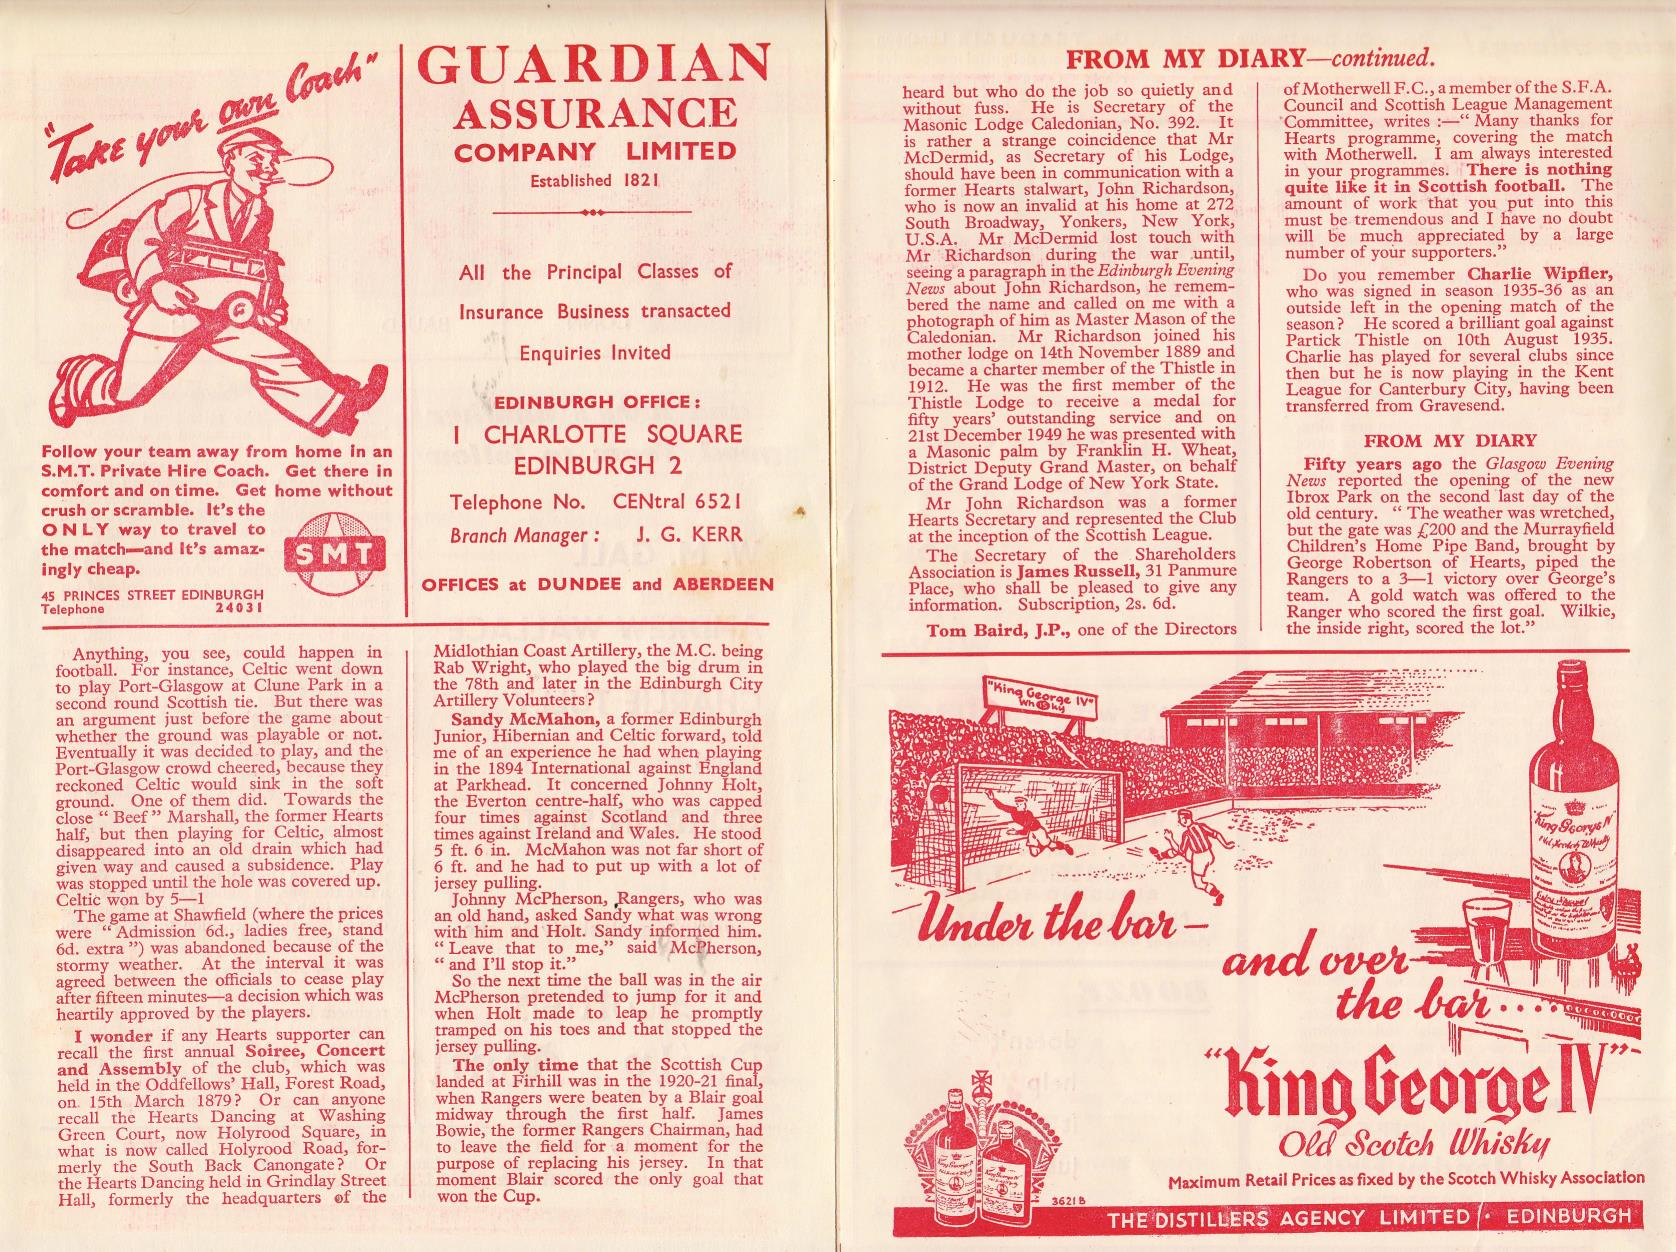 "Take your own Coach"
Follow your team away from home in an
S.M.T. Private Hire Coach. Get there in
comfort and on time. Get home without
crush or scramble. It's the
ONLY way to travel to
the match—and it's amaz-
ingly cheap.
SMT
45 PRINCES STREET EDINBURGH
Telephone 24031
GUARDIAN
ASSURANCE
COMPANY LIMITED
Established 1821
All the Principal Classes of
Insurance Business transacted
Enquiries Invited
EDINBURGH OFFICE:
1 CHARLOTTE SQUARE
EDINBURGH 2
Telephone No. CENtral 6521
Branch Manager: J. G. KERR
OFFICES at DUNDEE and ABERDEEN
Anything, you see, could happen in
football. For instance, Celtic went down
to play Port-Glasgow at Clune Park in a
second round Scottish tie. But there was
an argument just before the game about
whether the ground was playable or not.
Eventually it was decided to play, and the
Port-Glasgow crowd cheered, because they
reckoned Celtic would sink in the soft
ground. One of them did. Towards the
close "Beef" Marshall, the former Hearts
half, but then playing for Celtic, almost
disappeared into an old drain which had
given way and caused a subsidence. Play
was stopped until the hole was covered up.
Celtic won by 5—1
The game at Shawfield (where the prices
were "Admission 6d., ladies free, stand
6d. extra") was abandoned because of the
stormy weather. At the interval it was
agreed between the officials to cease play
after fifteen minutes—a decision which was
heartily approved by the players.
I wonder if any Hearts supporter can
recall the first annual Soiree, Concert
and Assembly of the club, which was
held in the Oddfellows' Hall, Forest Road,
on 15th March 1879? Or can anyone
recall the Hearts Dancing at Washing
Green Court, now Holyrood Square, in
what is now called Holyrood Road, for-
merly the South Back Canongate? Or
the Hearts Dancing held in Grindlay Street
Hall, formerly the headquarters of the
Midlothian Coast Artillery, the M.C. being
Rab Wright, who played the big drum in
the 78th and later in the Edinburgh City
Artillery Volunteers?
Sandy McMahon, a former Edinburgh
Junior, Hibernian and Celtic forward, told
me of an experience he had when playing
in the 1894 International against England
at Parkhead. It concerned Johnny Holt,
the Everton centre-half, who was capped
four times against Scotland and three
times against Ireland and Wales. He stood
5 ft. 6 in. McMahon was not far short of
6 ft. and he had to put up with a lot of
jersey pulling.
Johnny McPherson, Rangers, who was
an old hand, asked Sandy what was wrong
with him and Holt. Sandy informed him.
"Leave that to me," said McPherson,
"and I'll stop it."
So the next time the ball was in the air
McPherson pretended to jump for it and
when Holt made to leap he promptly
tramped on his toes and that stopped the
jersey pulling.
The only time that the Scottish Cup
landed at Firhill was in the 1920-21 final,
when Rangers were beaten by a Blair goal
midway through the first half. James
Bowie, the former Rangers Chairman, had
to leave the field for a moment for the
purpose of replacing his jersey. In that
moment Blair scored the only goal that
won the Cup.
FROM MY DIARY—continued.
heard but who do the job so quietly and
without fuss. He is Secretary of the
Masonic Lodge Caledonian, No. 392. It
is rather a strange coincidence that Mr
McDermid, as Secretary of his Lodge,
should have been in communication with a
former Hearts stalwart, John Richardson,
who is now an invalid at his home at 272
South Broadway, Yonkers, New York,
U.S.A. Mr McDermid lost touch with
Mr Richardson during the war until,
seeing a paragraph in the Edinburgh Evening
News about John Richardson, he remem-
bered the name and called on me with a
photograph of him as Master Mason of the
Caledonian. Mr Richardson joined his
mother lodge on 14th November 1889 and
became a charter member of the Thistle in
1912. He was the first member of the
Thistle Lodge to receive a medal for
fifty years' outstanding service and on
21st December 1949 he was presented with
a Masonic palm by Franklin H. Wheat,
District Deputy Grand Master, on behalf
of the Grand Lodge of New York State.
Mr John Richardson was a former
Hearts Secretary and represented the Club
at the inception of the Scottish League.
The Secretary of the Shareholders
Association is James Russell, 31 Panmure
Place, who shall be pleased to give any
information. Subscription, 2s. 6d.
Tom Baird, J.P., one of the Directors
of Motherwell F.C., a member of the S.F.A.
Council and Scottish League Management
Committee, writes :—"Many thanks for
Hearts programme, covering the match
with Motherwell. I am always interested
in your programmes. There is nothing
quite like it in Scottish football. The
amount of work that you put into this
must be tremendous and I have no doubt
will be much appreciated by a large
number of your supporters."
Do you remember Charlie Wipfler,
who was signed in season 1935-36 as an
outside left in the opening match of the
season? He scored a brilliant goal against
Partick Thistle on 10th August 1935.
Charlie has played for several clubs since
then but he is now playing in the Kent
League for Canterbury City, having been
transferred from Gravesend.
FROM MY DIARY
Fifty years ago the Glasgow Evening
News reported the opening of the new
Ibrox Park on the second last day of the
old century. "The weather was wretched,
but the gate was £200 and the Murrayfield
Children's Home Pipe Band, brought by
George Robertson of Hearts, piped the
Rangers to a 3—1 victory over George's
team. A gold watch was offered to the
Ranger who scored the first goal. Wilkie,
the inside right, scored the lot."
"King George IV"
Whisky
King George IV
Old Scotch Whisky
Under the bar—
and over
the bar....
"King George IV"
Old Scotch Whisky
Maximum Retail Prices as fixed by the Scotch Whisky Association
3621B
THE DISTILLERS AGENCY LIMITED · EDINBURGH